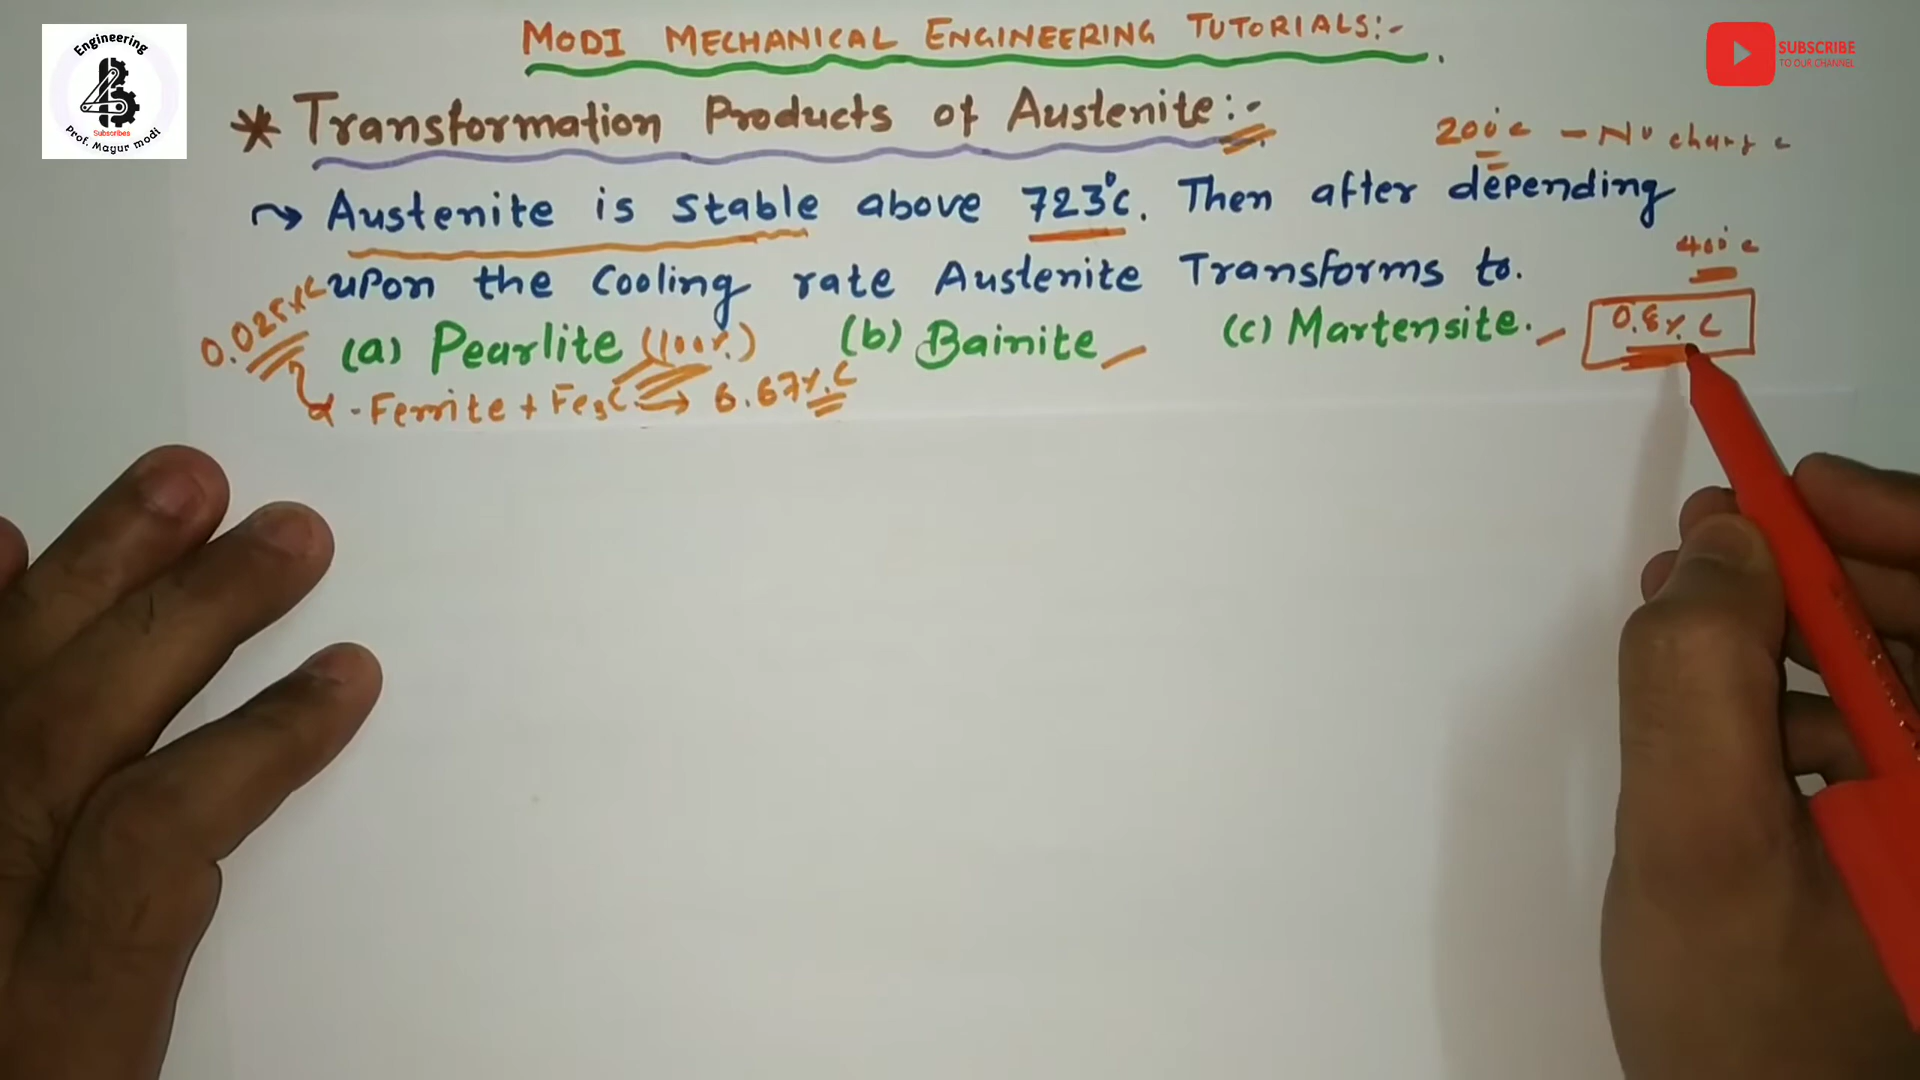 Engineering
Subscribes
Prof. Mayur modi
MODI MECHANICAL ENGINEERING TUTORIALS:-
SUBSCRIBE
TO OUR CHANNEL
* Transformation Products of Austenite:-
200°c - No change
→ Austenite is stable above 723°c. Then after depending
400°c
upon the cooling rate Austenite Transforms to.
0.025%C
(a) Pearlite (100%) (b) Bainite (c) Martensite.
0.8% C
α - Ferrite + Fe3C → 6.67%.C